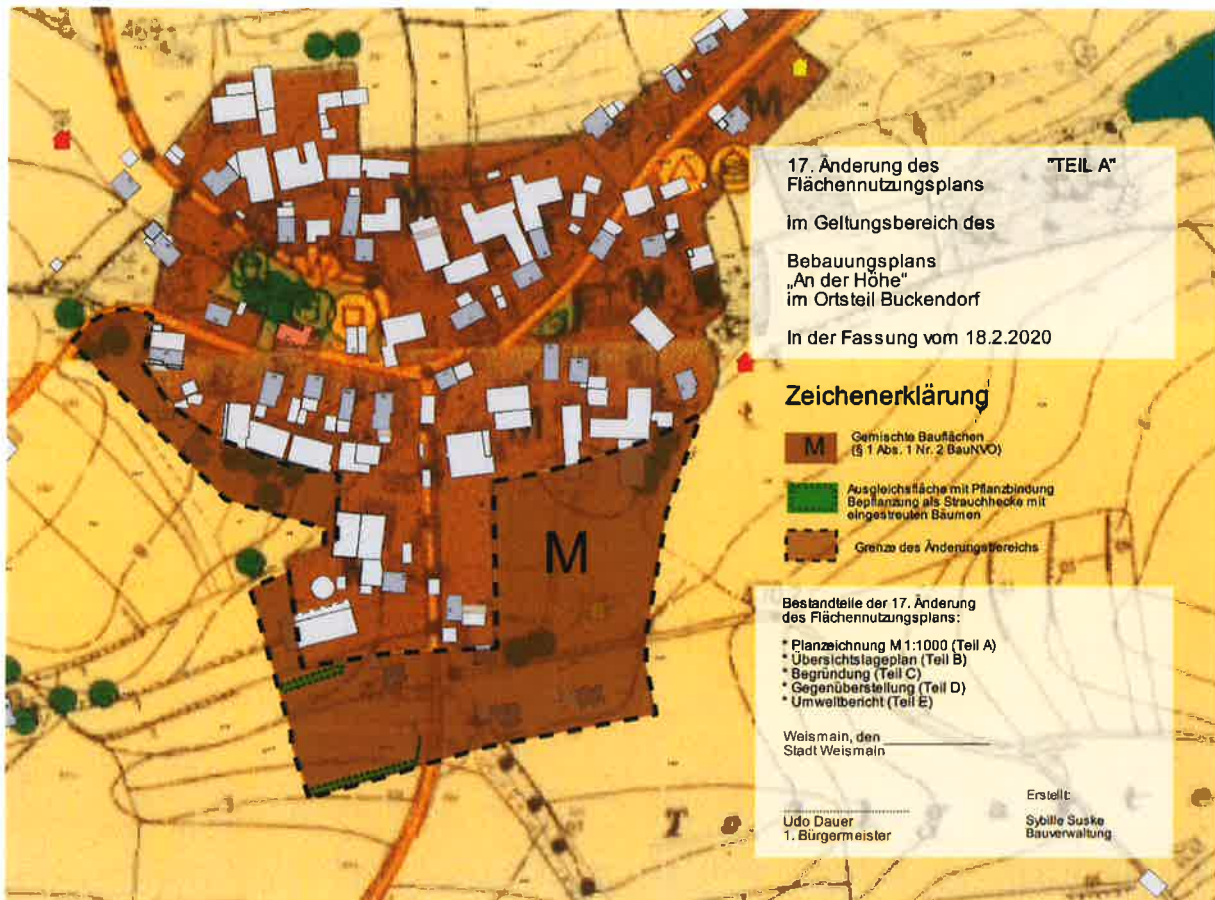 17. Änderung des "TEIL A"
Flächennutzungsplans
im Geltungsbereich des
Bebauungsplans
„An der Höhe"
im Ortsteil Buckendorf
In der Fassung vom 18.2.2020
Zeichenerklärung
M Gemischte Bauflächen
(§ 1 Abs. 1 Nr. 2 BauNVO)
Ausgleichsfläche mit Pflanzbindung
Bepflanzung als Strauchhecke mit
eingestreuten Bäumen
Grenze des Änderungsbereichs
Bestandteile der 17. Änderung
des Flächennutzungsplans:
* Planzeichnung M 1:1000 (Teil A)
* Übersichtslageplan (Teil B)
* Begründung (Teil C)
* Gegenüberstellung (Teil D)
* Umweltbericht (Teil E)
Weismain, den
Stadt Weismain
Erstellt:
Udo Dauer
1. Bürgermeister
Sybille Suske
Bauverwaltung
M
M
M
T